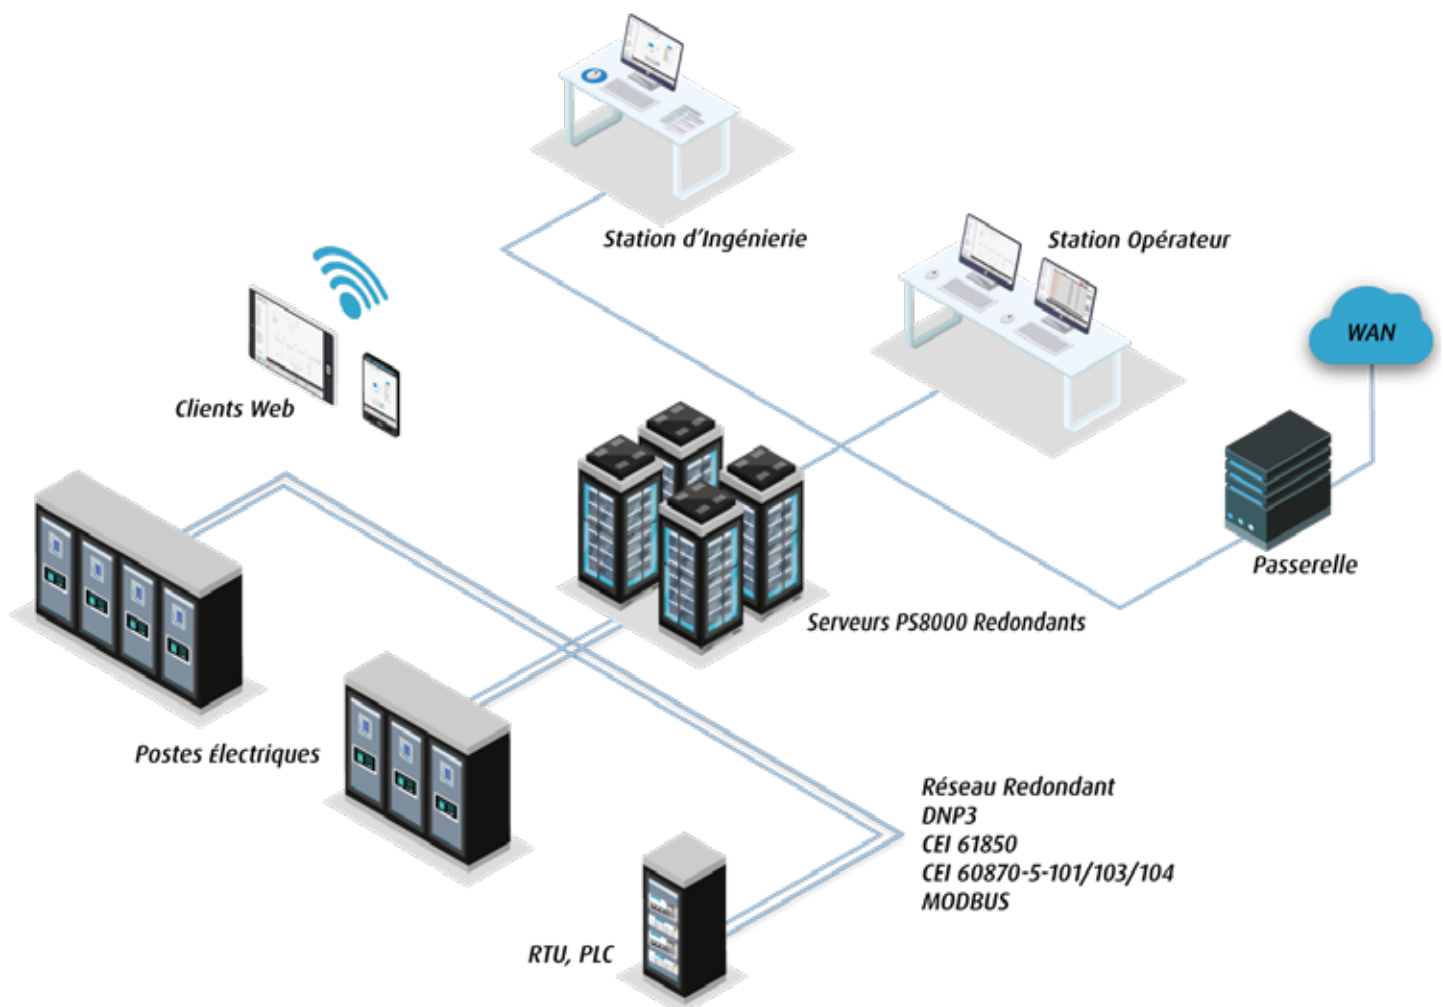 Station d'Ingénierie
Station Opérateur
WAN
Clients Web
Passerelle
Serveurs PS8000 Redondants
Postes Électriques
Réseau Redondant
DNP3
CEI 61850
CEI 60870-5-101/103/104
MODBUS
RTU, PLC